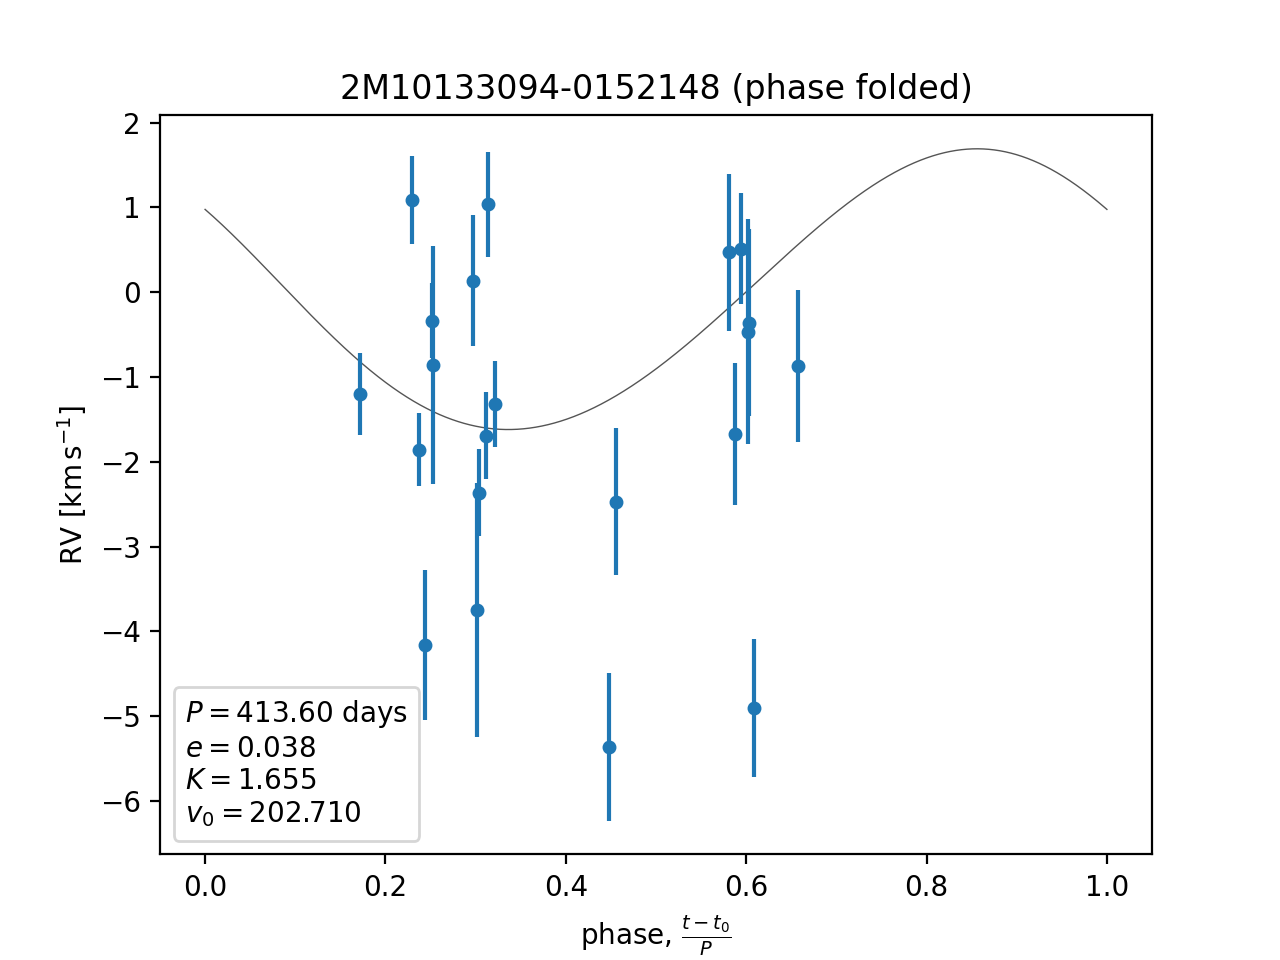 2M10133094-0152148 (phase folded)
2
1
0
−1
−2
−3
−4
−5
−6
RV [km s⁻¹]
P = 413.60 days
e = 0.038
K = 1.655
v₀ = 202.710
0.0 0.2 0.4 0.6 0.8 1.0
phase, (t − t₀)/P